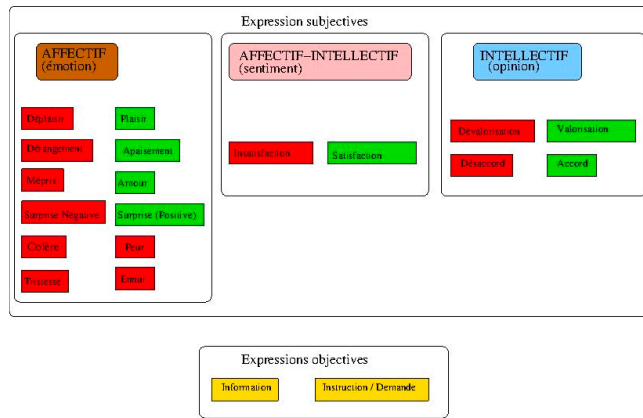 Expression subjectives
AFFECTIF
(émotion)
AFFECTIF-INTELLECTIF
(sentiment)
INTELLECTIF
(opinion)
Déplaisir
Plaisir
Dérangement
Apaisement
Mépris
Amour
Surprise Négative
Surprise (Positive)
Colère
Peur
Tristesse
Ennui
Insatisfaction
Satisfaction
Dévalorisation
Valorisation
Désaccord
Accord
Expressions objectives
Information
Instruction / Demande